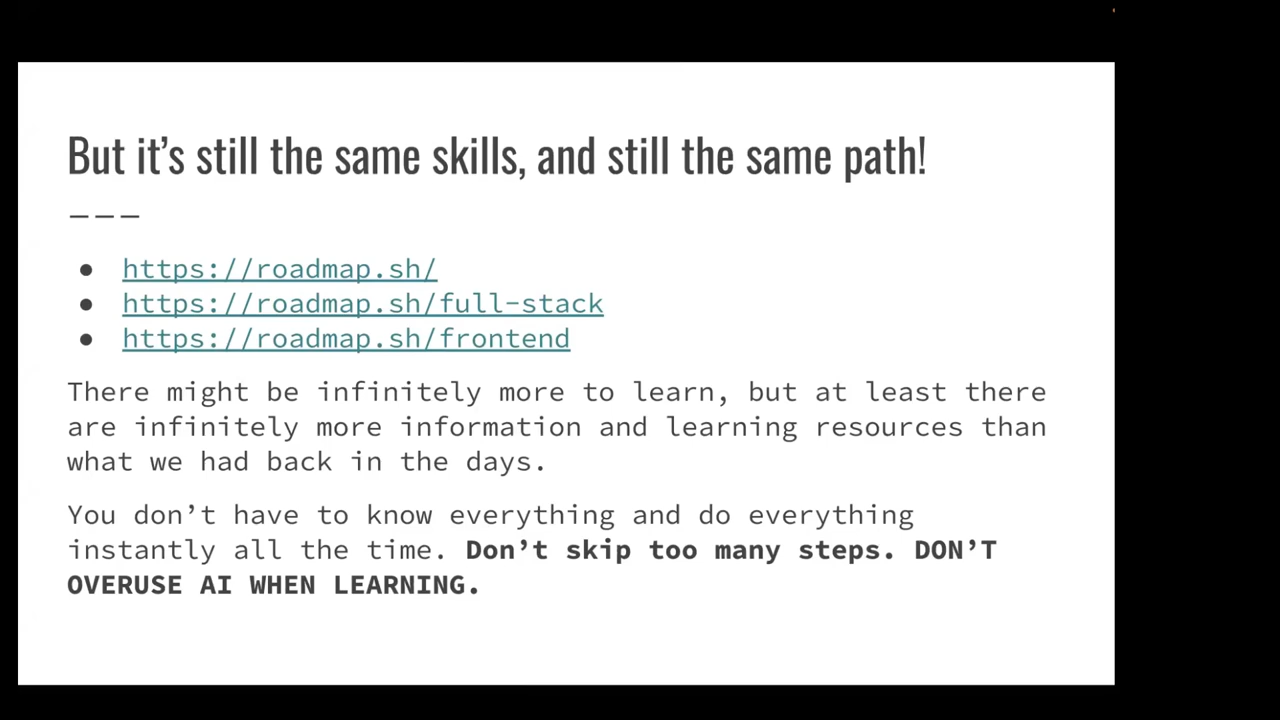 But it’s still the same skills, and still the same path!
———
● https://roadmap.sh/
● https://roadmap.sh/full-stack
● https://roadmap.sh/frontend
There might be infinitely more to learn, but at least there
are infinitely more information and learning resources than
what we had back in the days.
You don’t have to know everything and do everything
instantly all the time. Don’t skip too many steps. DON’T
OVERUSE AI WHEN LEARNING.